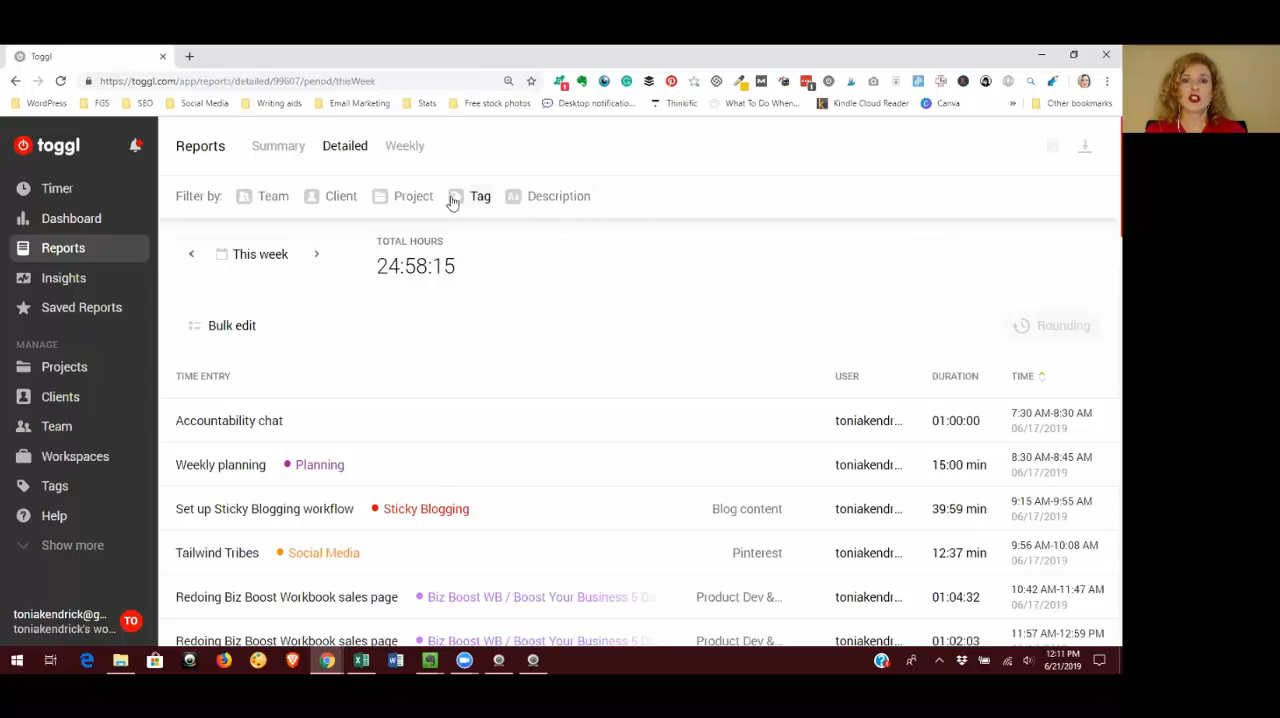 Toggl
https://toggl.com/app/reports/detailed/99607/period/thisWeek
WordPress FGS SEO Social Media Writing aids Email Marketing Stats Free stock photos Desktop notificatio... Thinkific What To Do When... Kindle Cloud Reader Canva » Other bookmarks
toggl
Timer
Dashboard
Reports
Insights
Saved Reports
MANAGE
Projects
Clients
Team
Workspaces
Tags
Help
Show more
toniakendrick@g...
toniakendrick's wo...
TO
Reports Summary Detailed Weekly
Filter by: Team Client Project Tag Aa Description
This week
TOTAL HOURS
24:58:15
Bulk edit
Rounding
TIME ENTRY USER DURATION TIME
Accountability chat toniakendr... 01:00:00 7:30 AM-8:30 AM
06/17/2019
Weekly planning Planning toniakendr... 15:00 min 8:30 AM-8:45 AM
06/17/2019
Set up Sticky Blogging workflow Sticky Blogging Blog content toniakendr... 39:59 min 9:15 AM-9:55 AM
06/17/2019
Tailwind Tribes Social Media Pinterest toniakendr... 12:37 min 9:56 AM-10:08 AM
06/17/2019
Redoing Biz Boost Workbook sales page Biz Boost WB / Boost Your Business 5 Da Product Dev &... toniakendr... 01:04:32 10:42 AM-11:47 AM
06/17/2019
Redoing Biz Boost Workbook sales page Biz Boost WB / Boost Your Business 5 Da Product Dev &... toniakendr... 01:02:03 11:57 AM-12:59 PM
12:11 PM
6/21/2019